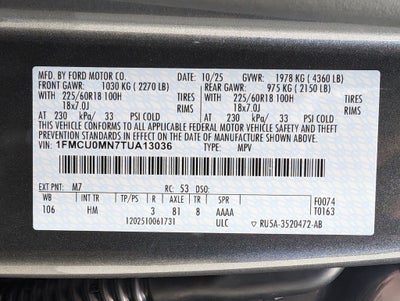 MFD. BY FORD MOTOR CO. 10/25 GVWR: 1978 KG ( 4360 LB)
FRONT GAWR: 1030 KG ( 2270 LB) REAR GAWR: 975 KG ( 2150 LB)
225/60R18 100H TIRES 225/60R18 100H TIRES
18x7.0J RIMS 18x7.0J RIMS
AT 230 kPa/ 33 PSI COLD AT 230 kPa/ 33 PSI COLD
THIS VEHICLE CONFORMS TO ALL APPLICABLE FEDERAL MOTOR VEHICLE SAFETY, BUMPER, AND THEFT PREVENTION STANDARDS IN
EFFECT ON THE DATE OF MANUFACTURE SHOWN ABOVE.
VIN: 1FMCU0MN7TUA13036 TYPE: MPV
EXT PNT: M7 RC: 53 DSO: F0074
WB INT TR TP/PS R AXLE TR SPR T0163
106 HM 3 81 8 AAAA
1202510061731 ULC RU5A-3520472-AB